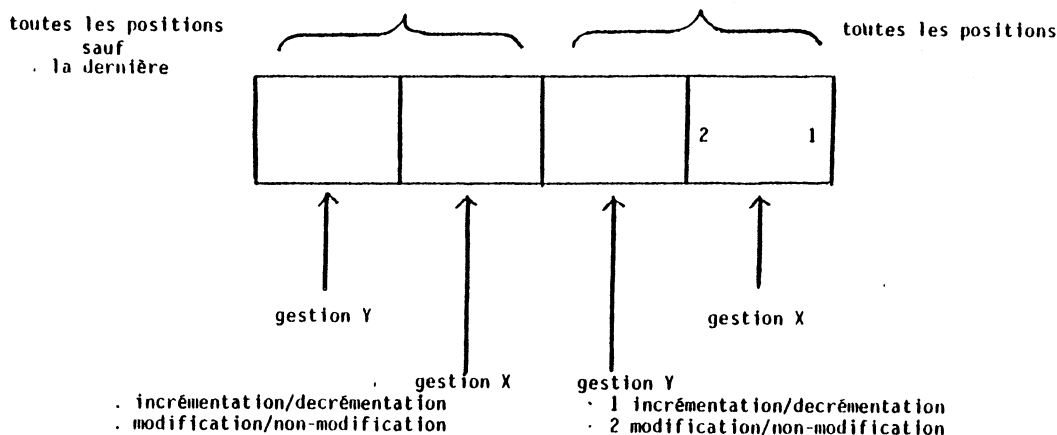 toutes les positions
sauf
. la dernière
toutes les positions
2 1
gestion Y
gestion X
gestion X
gestion Y
. incrémentation/decrémentation
. modification/non-modification
· 1 incrémentation/decrémentation
· 2 modification/non-modification